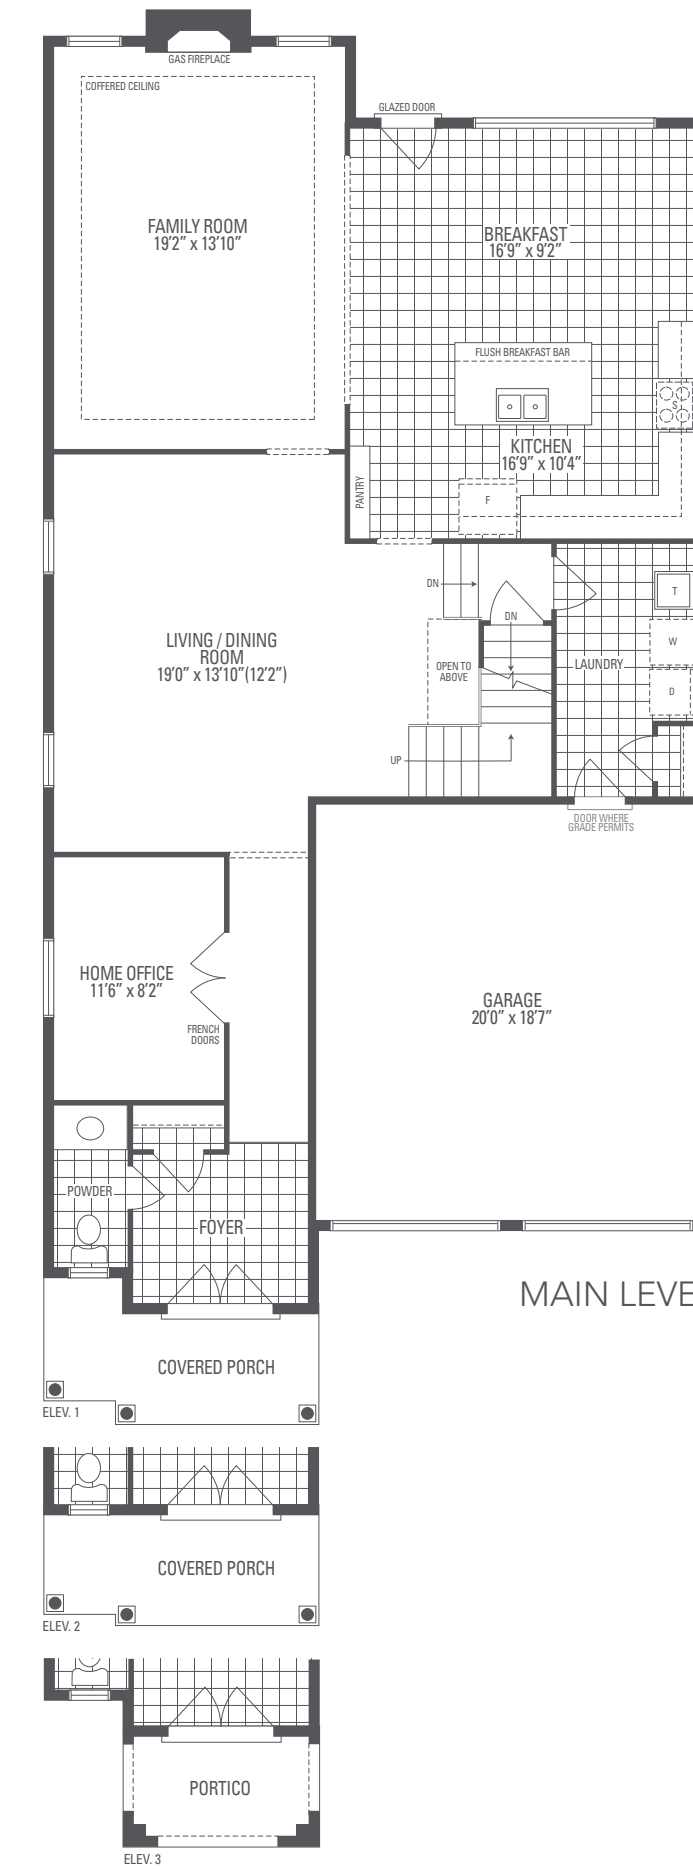 GAS FIREPLACE
COFFERED CEILING
GLAZED DOOR
FAMILY ROOM
19'2" x 13'10"
BREAKFAST
16'9" x 9'2"
FLUSH BREAKFAST BAR
S
KITCHEN
16'9" x 10'4"
PANTRY
F
DN
DN
T
LIVING / DINING
ROOM
19'0" x 13'10"(12'2")
OPEN TO
ABOVE
LAUNDRY
W
D
UP
DOOR WHERE
GRADE PERMITS
HOME OFFICE
11'6" x 8'2"
FRENCH
DOORS
GARAGE
20'0" x 18'7"
POWDER
FOYER
MAIN LEVE
COVERED PORCH
ELEV. 1
COVERED PORCH
ELEV. 2
PORTICO
ELEV. 3